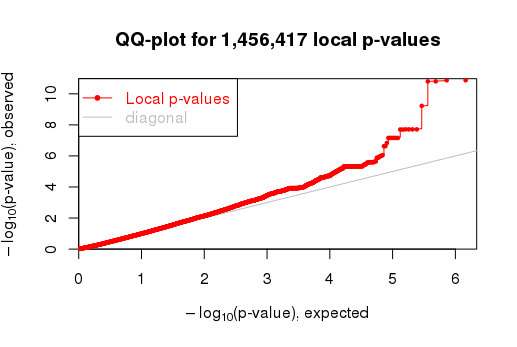 QQ-plot for 1,456,417 local p-values
Local p-values
diagonal
− log10(p-value), observed
10
8
6
4
2
0
0 1 2 3 4 5 6
− log10(p-value), expected